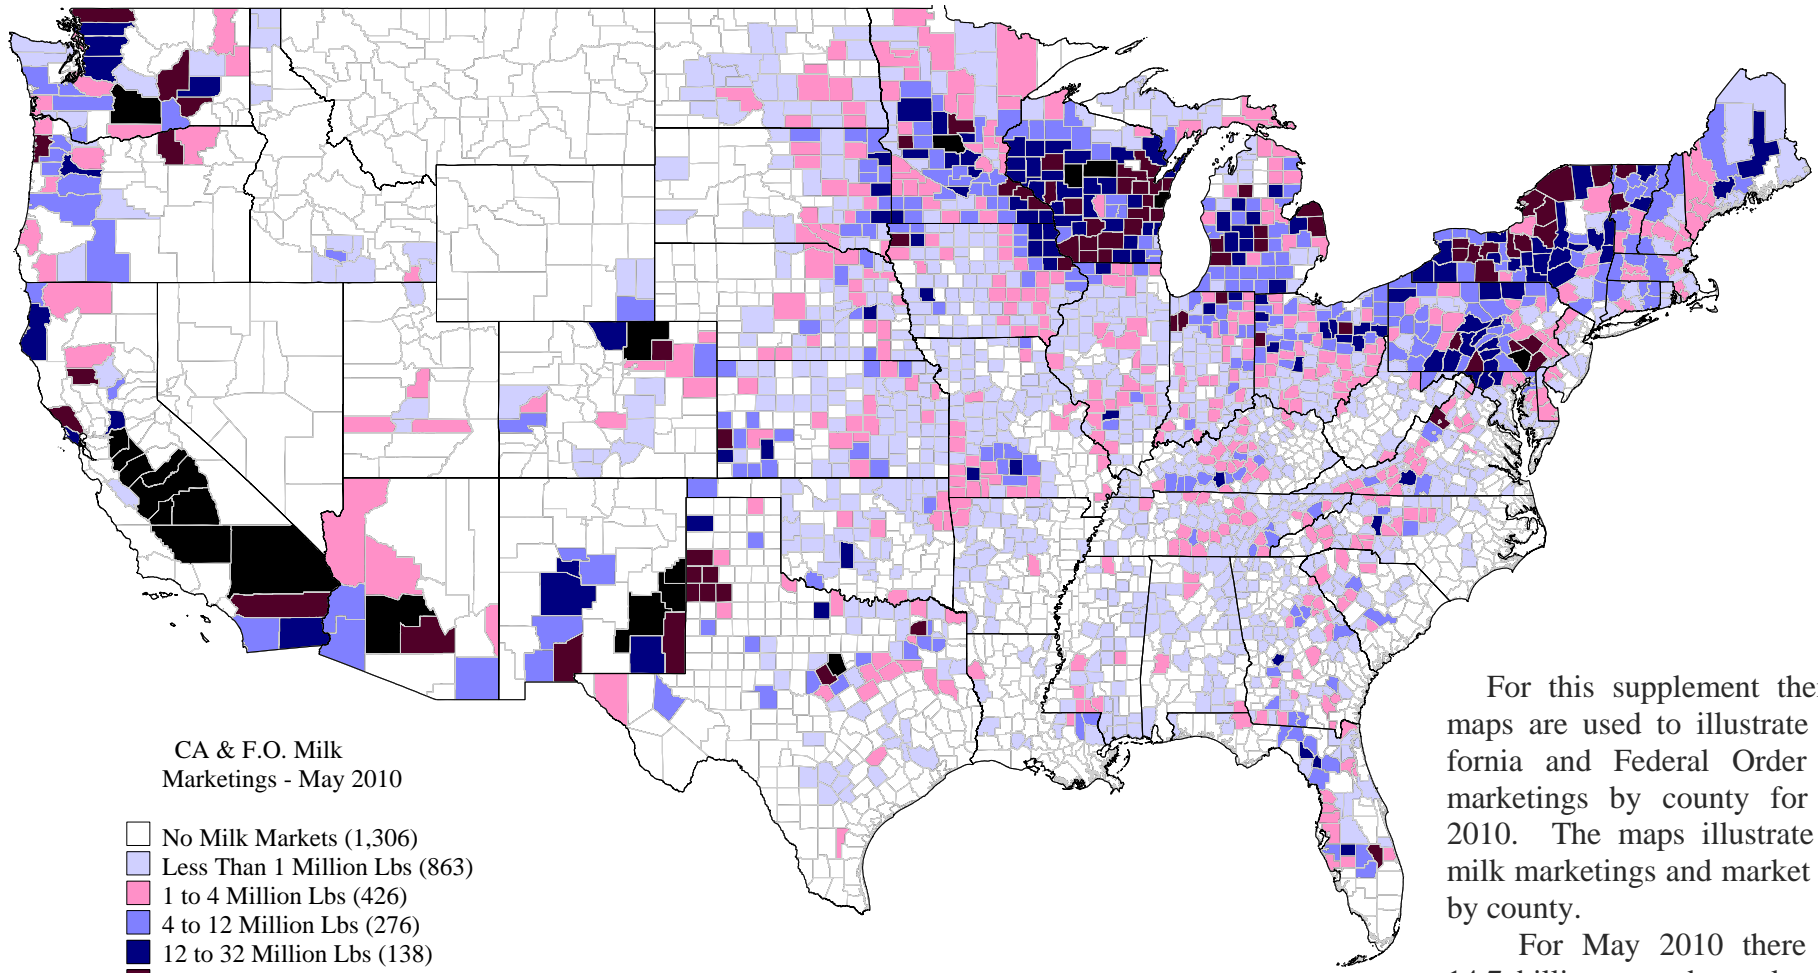 CA & F.O. Milk
Marketings - May 2010
No Milk Markets (1,306)
Less Than 1 Million Lbs (863)
1 to 4 Million Lbs (426)
4 to 12 Million Lbs (276)
12 to 32 Million Lbs (138)
For this supplement the
maps are used to illustrate
fornia and Federal Order
marketings by county for
2010. The maps illustrate
milk marketings and market
by county.
For May 2010 there